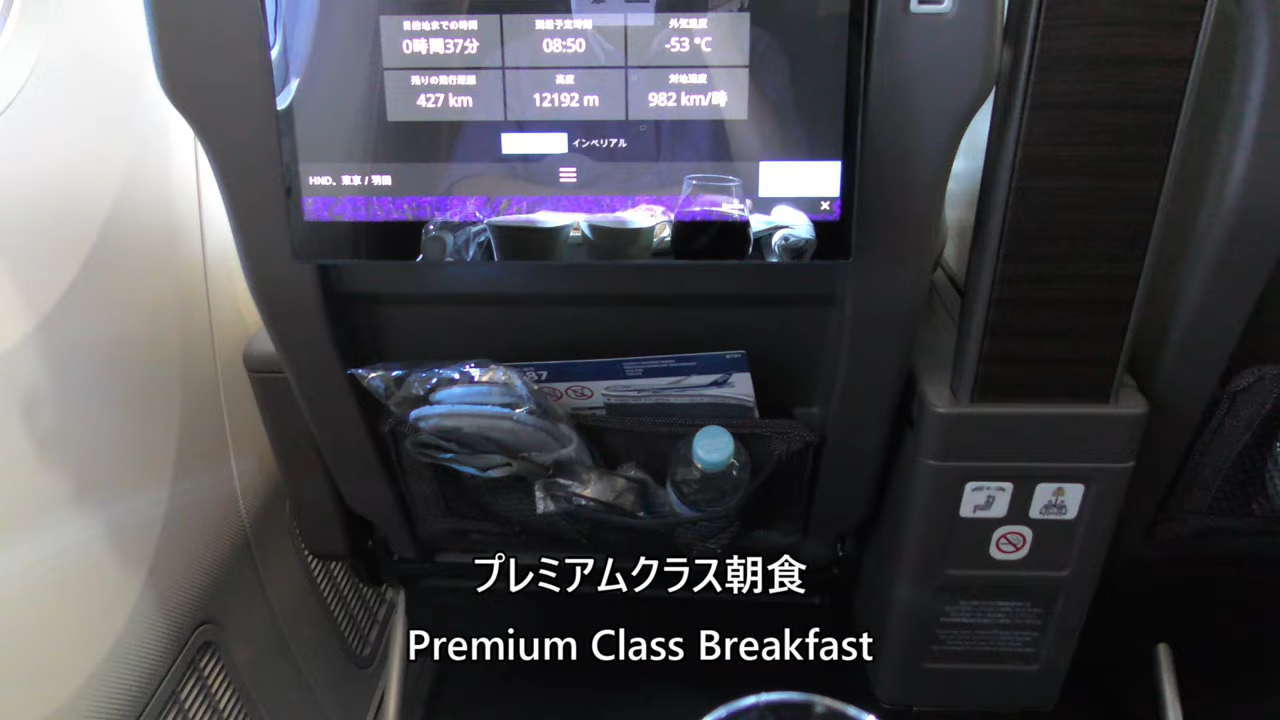 目的地までの時間
0時間37分
到着予定時刻
08:50
外気温度
-53 °C
残りの飛行距離
427 km
高度
12192 m
対地速度
982 km/時
インペリアル
HND、東京 / 羽田
プレミアムクラス朝食
Premium Class Breakfast